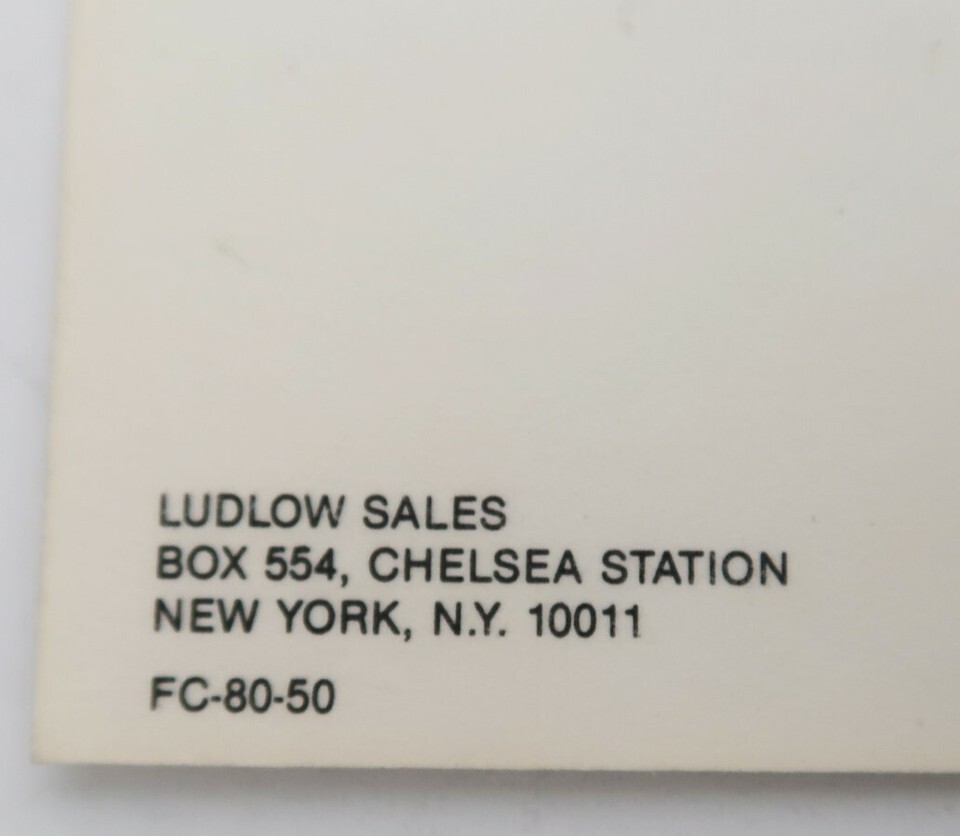 LUDLOW SALES
BOX 554, CHELSEA STATION
NEW YORK, N.Y. 10011
FC-80-50